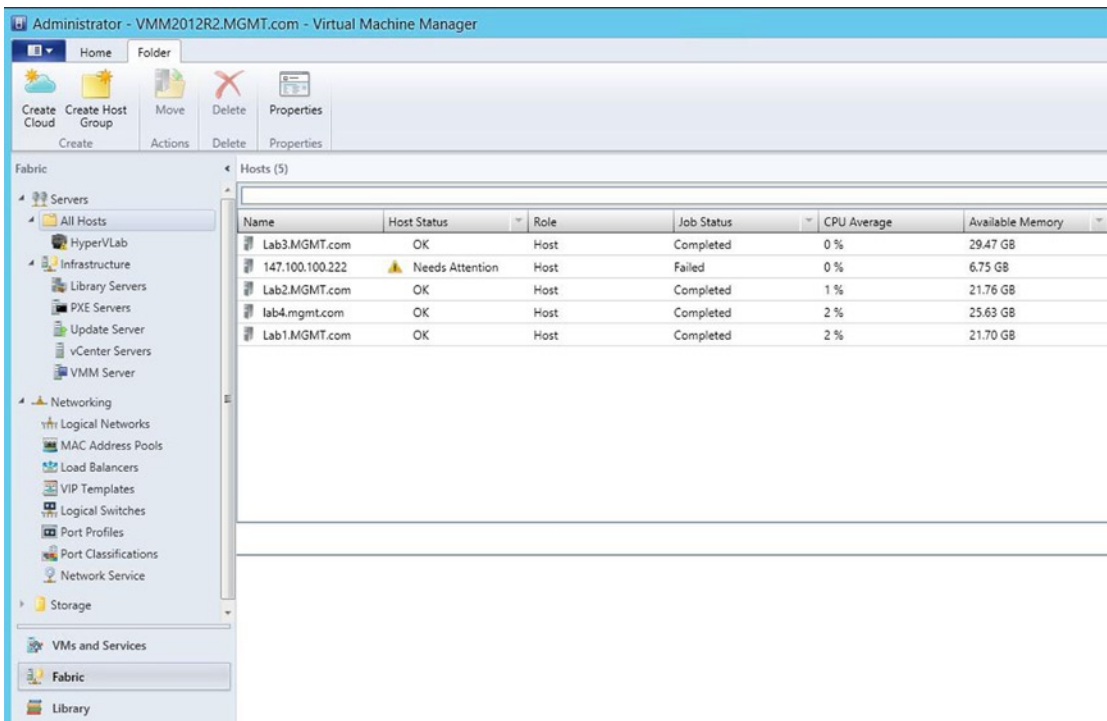 Administrator - VMM2012R2.MGMT.com - Virtual Machine Manager
Home Folder
Create Cloud Create Host Group Move Delete Properties
Create Actions Delete Properties
Fabric
Servers
All Hosts
HyperVLab
Infrastructure
Library Servers
PXE Servers
Update Server
vCenter Servers
VMM Server
Networking
Logical Networks
MAC Address Pools
Load Balancers
VIP Templates
Logical Switches
Port Profiles
Port Classifications
Network Service
Storage
VMs and Services
Fabric
Library
Hosts (5)
Name Host Status Role Job Status CPU Average Available Memory
Lab3.MGMT.com OK Host Completed 0 % 29.47 GB
147.100.100.222 Needs Attention Host Failed 0 % 6.75 GB
Lab2.MGMT.com OK Host Completed 1 % 21.76 GB
lab4.mgmt.com OK Host Completed 2 % 25.63 GB
Lab1.MGMT.com OK Host Completed 2 % 21.70 GB